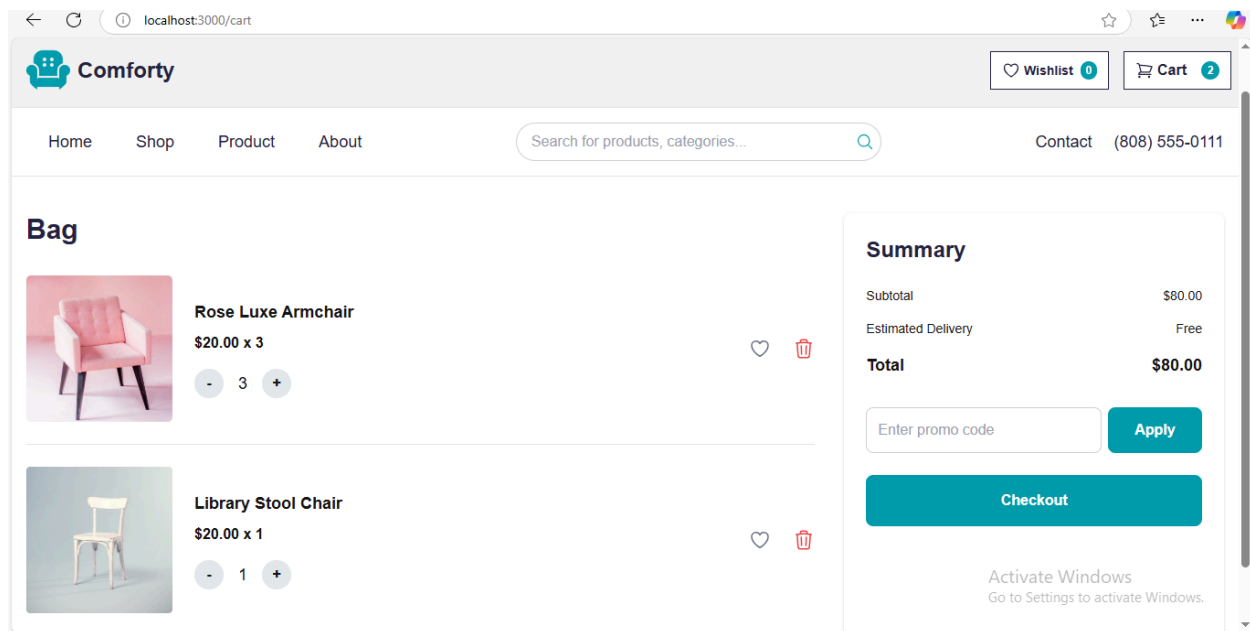 localhost:3000/cart
Comforty
Wishlist 0
Cart 2
Home Shop Product About
Search for products, categories...
Contact (808) 555-0111
Bag
Rose Luxe Armchair
$20.00 x 3
- 3 +
Library Stool Chair
$20.00 x 1
- 1 +
Summary
Subtotal $80.00
Estimated Delivery Free
Total $80.00
Enter promo code Apply
Checkout
Activate Windows
Go to Settings to activate Windows.